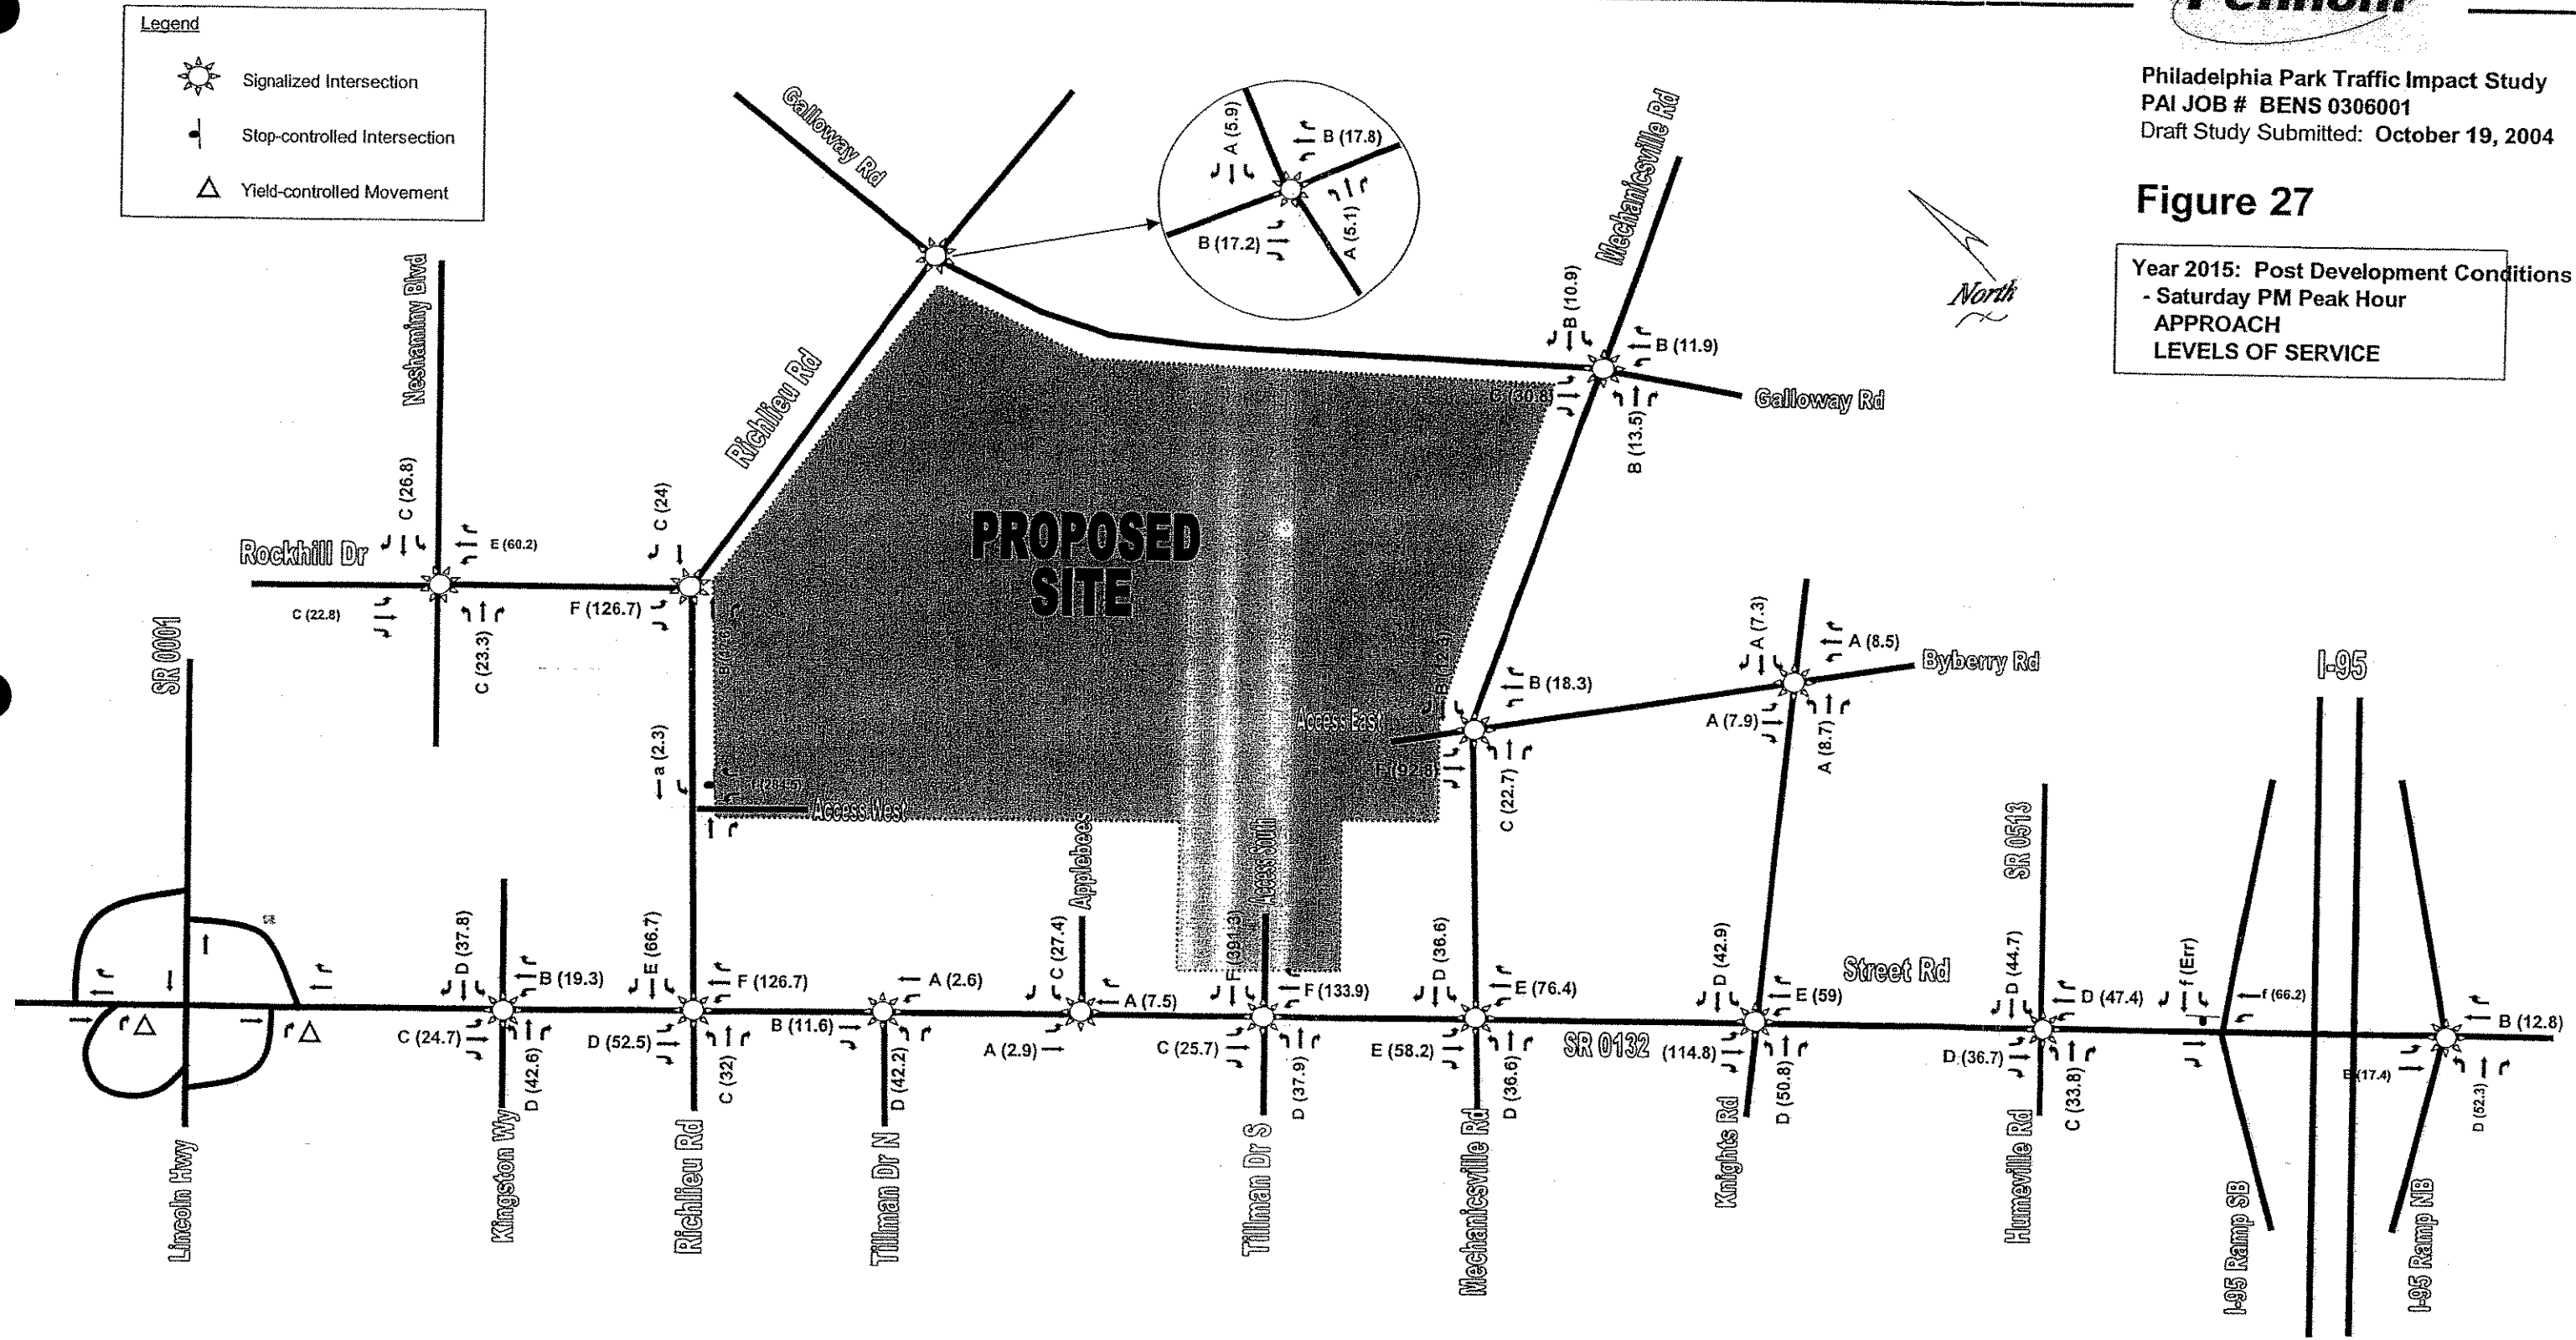 Legend
Signalized Intersection
Stop-controlled Intersection
Yield-controlled Movement
Philadelphia Park Traffic Impact Study
PAI JOB # BENS 0306001
Draft Study Submitted: October 19, 2004
Figure 27
Year 2015: Post Development Conditions
- Saturday PM Peak Hour
APPROACH
LEVELS OF SERVICE
North
Galloway Rd
A (5.9)
B (17.8)
B (17.2)
A (5.1)
Mechanicsville Rd
B (10.9)
B (11.9)
C (30.8)
B (13.5)
Galloway Rd
Neshaminy Blvd
Richlieu Rd
C (26.8)
E (60.2)
Rockhill Dr
C (22.8)
C (23.3)
C (24)
F (126.7)
PROPOSED
SITE
SR 0001
a (2.3)
Access West
Access East
B (18.3)
F (92.8)
C (22.7)
A (7.3)
A (8.5)
Byberry Rd
A (7.9)
A (8.7)
I-95
SR 0513
Applebees
Access South
D (37.8)
B (19.3)
C (24.7)
D (42.6)
E (66.7)
F (126.7)
D (52.5)
C (32)
A (2.6)
B (11.6)
D (42.2)
C (27.4)
A (7.5)
A (2.9)
F (391.3)
F (133.9)
C (25.7)
D (37.9)
D (36.6)
E (76.4)
E (58.2)
D (36.6)
SR 0132
D (42.9)
E (59)
(114.8)
D (50.8)
Street Rd
D (44.7)
D (47.4)
D (36.7)
C (33.8)
f (Err)
f (66.2)
B (12.8)
B (17.4)
D (52.3)
Lincoln Hwy
Kingston Wy
Richlieu Rd
Tillman Dr N
Tillman Dr S
Mechanicsville Rd
Knights Rd
Humeville Rd
I-95 Ramp SB
I-95 Ramp NB